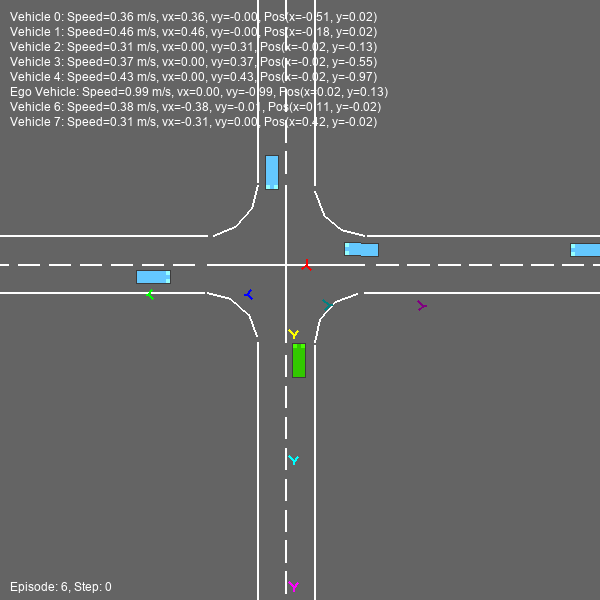 Vehicle 0: Speed=0.36 m/s, vx=0.36, vy=-0.00, Pos(x=-0.51, y=0.02)
Vehicle 1: Speed=0.46 m/s, vx=0.46, vy=-0.00, Pos(x=-0.18, y=0.02)
Vehicle 2: Speed=0.31 m/s, vx=0.00, vy=0.31, Pos(x=-0.02, y=-0.13)
Vehicle 3: Speed=0.37 m/s, vx=0.00, vy=0.37, Pos(x=-0.02, y=-0.55)
Vehicle 4: Speed=0.43 m/s, vx=0.00, vy=0.43, Pos(x=-0.02, y=-0.97)
Ego Vehicle: Speed=0.99 m/s, vx=0.00, vy=-0.99, Pos(x=0.02, y=0.13)
Vehicle 6: Speed=0.38 m/s, vx=-0.38, vy=-0.01, Pos(x=0.11, y=-0.02)
Vehicle 7: Speed=0.31 m/s, vx=-0.31, vy=0.00, Pos(x=0.42, y=-0.02)
Episode: 6, Step: 0